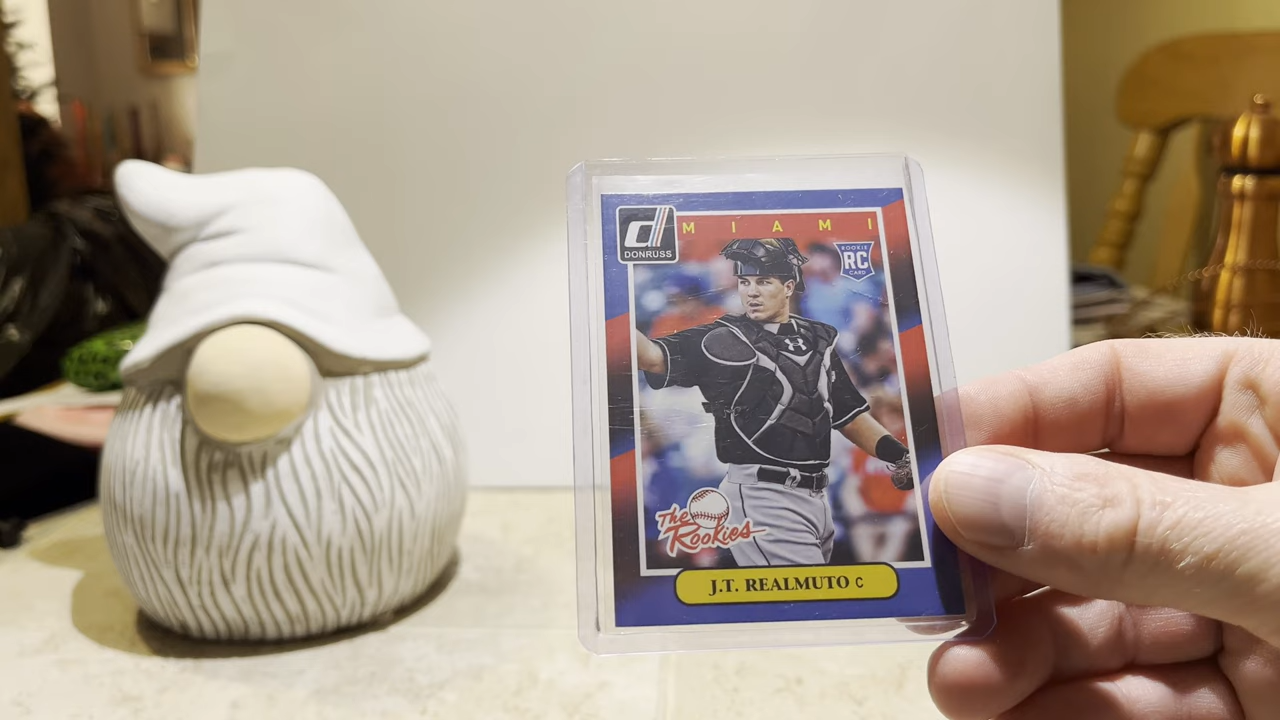 MIAMI
DONRUSS
ROOKIE
RC
CARD
The
Rookies
J.T. REALMUTO C